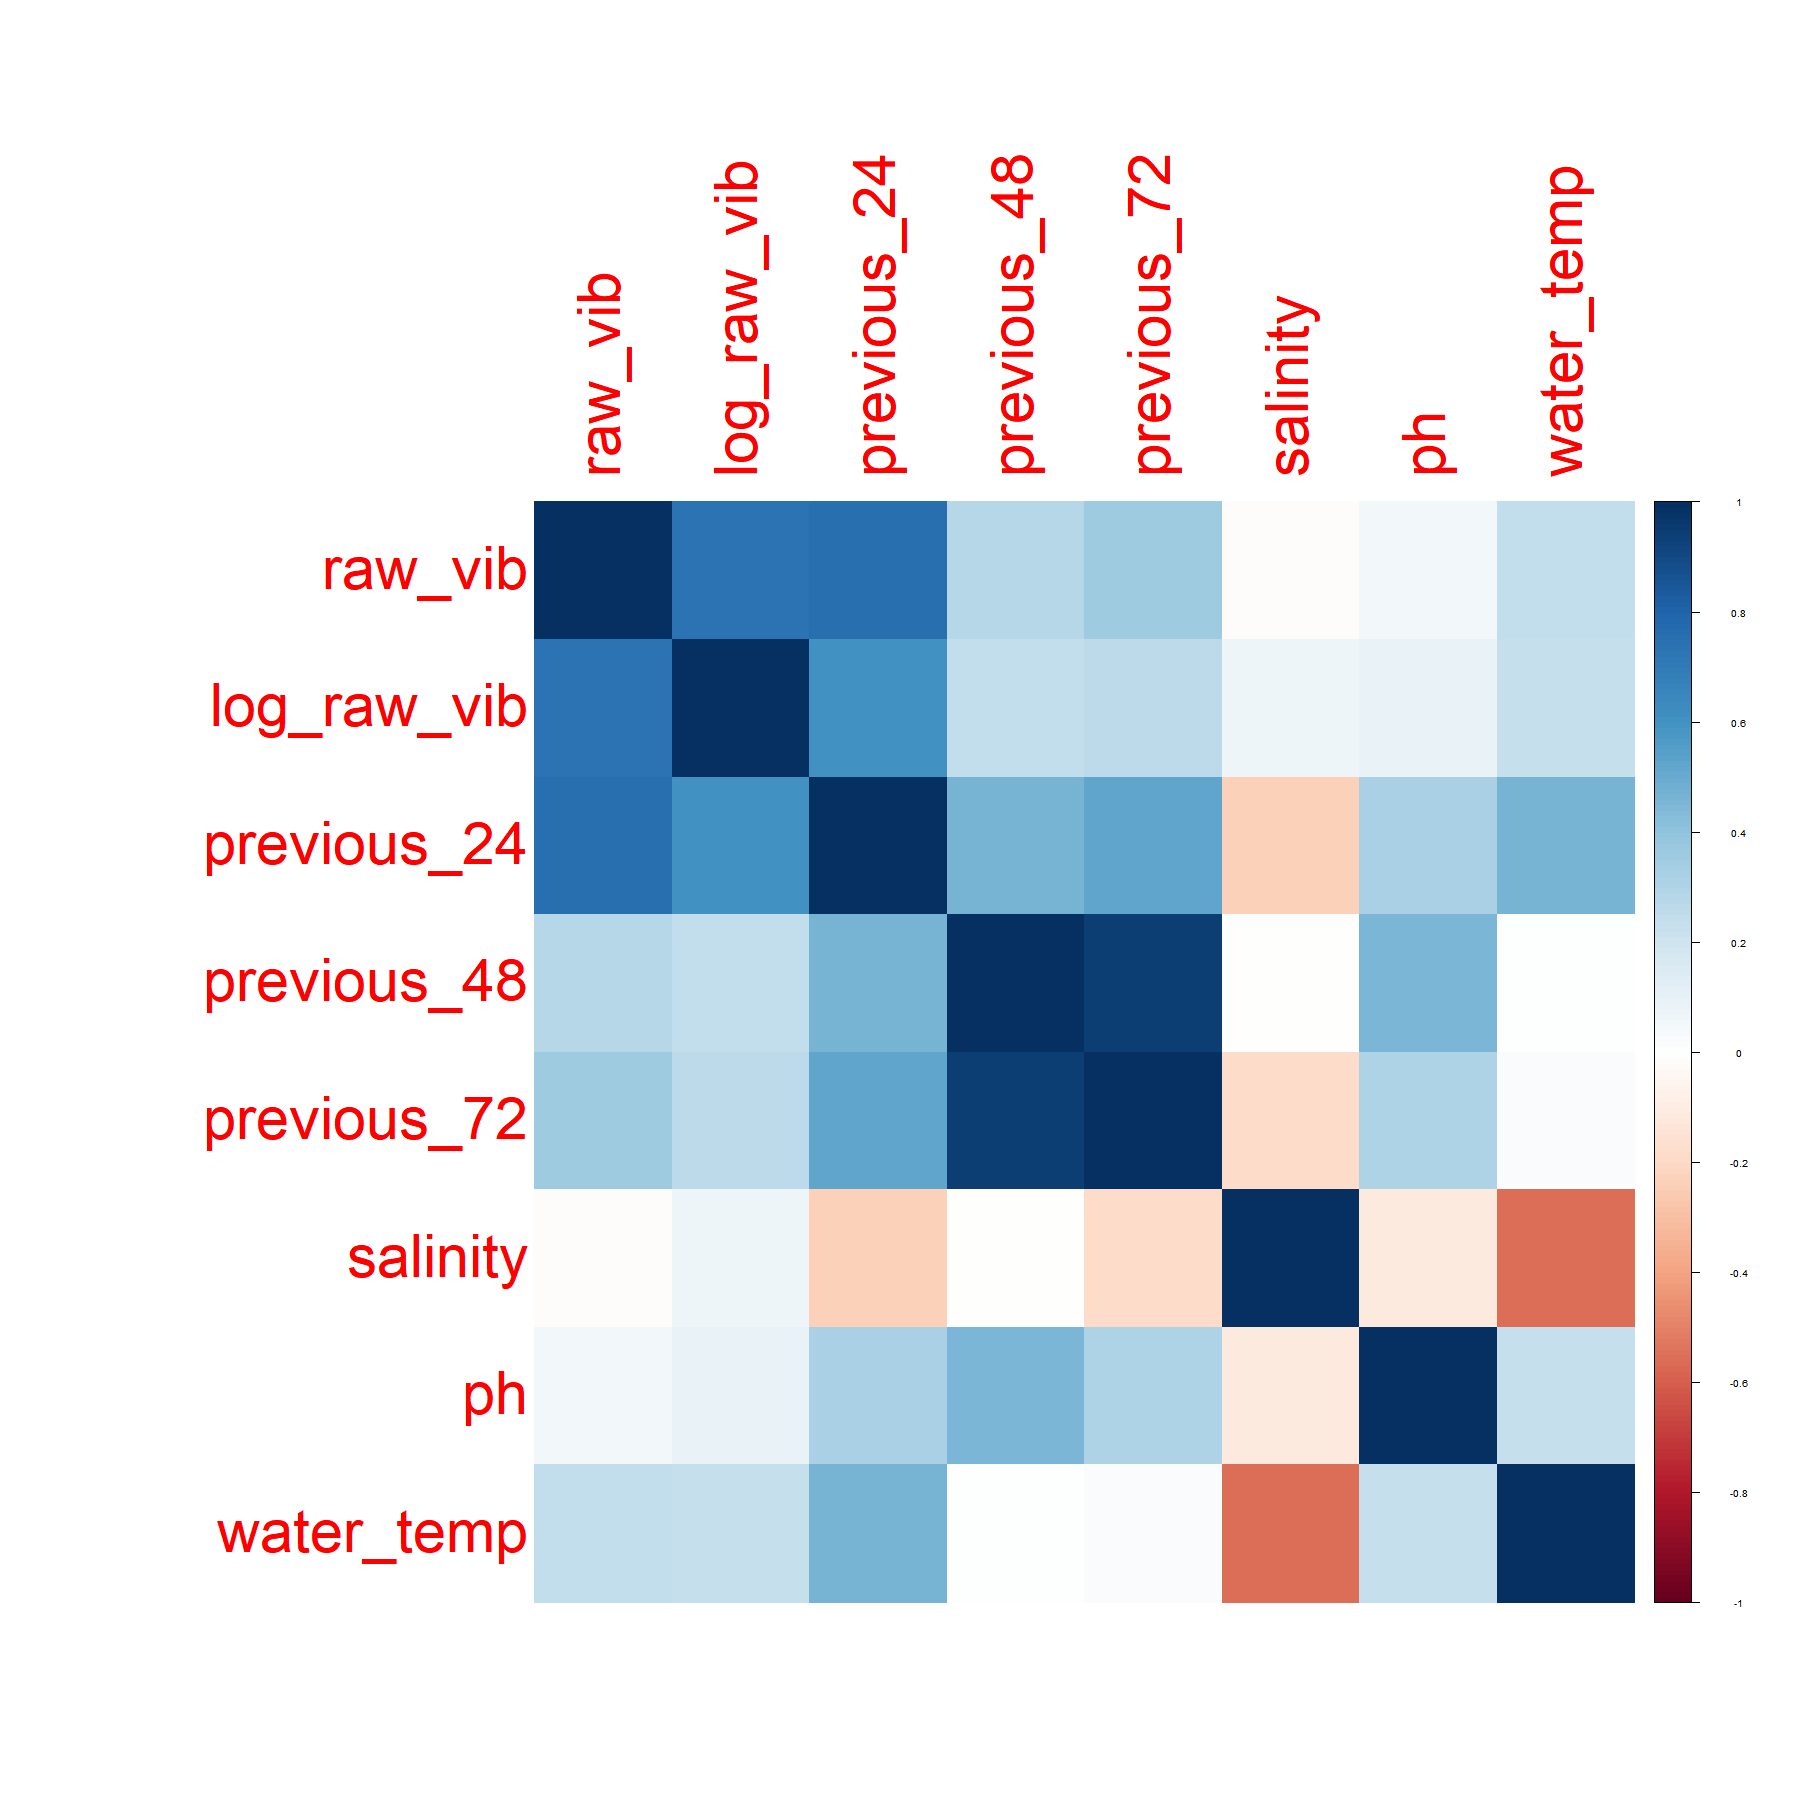 raw_vib
log_raw_vib
previous_24
previous_48
previous_72
salinity
ph
water_temp
raw_vib
log_raw_vib
previous_24
previous_48
previous_72
salinity
ph
water_temp
1
0.8
0.6
0.4
0.2
0
-0.2
-0.4
-0.6
-0.8
-1